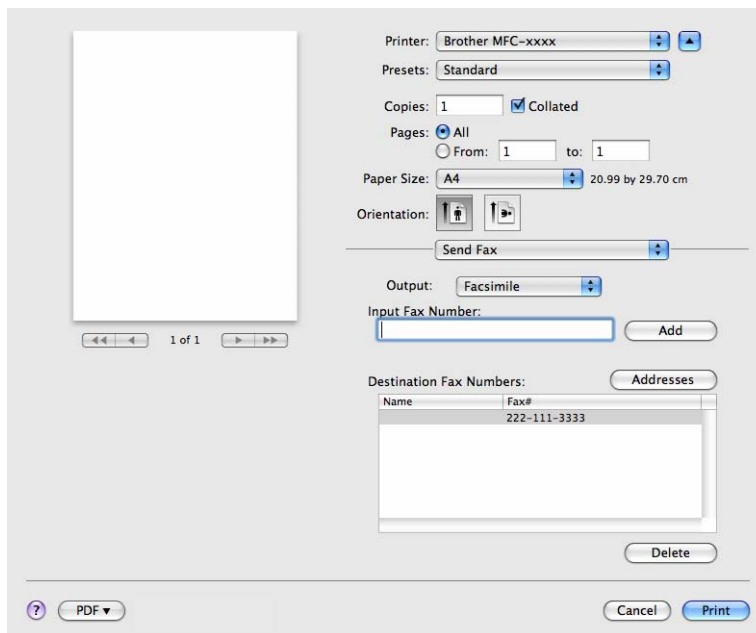 Printer: Brother MFC-xxxx
Presets: Standard
Copies: 1 Collated
Pages: All
From: 1 to: 1
Paper Size: A4 20.99 by 29.70 cm
Orientation:
Send Fax
Output: Facsimile
Input Fax Number:
Add
1 of 1
Destination Fax Numbers: Addresses
Name Fax#
222-111-3333
Delete
? PDF Cancel Print